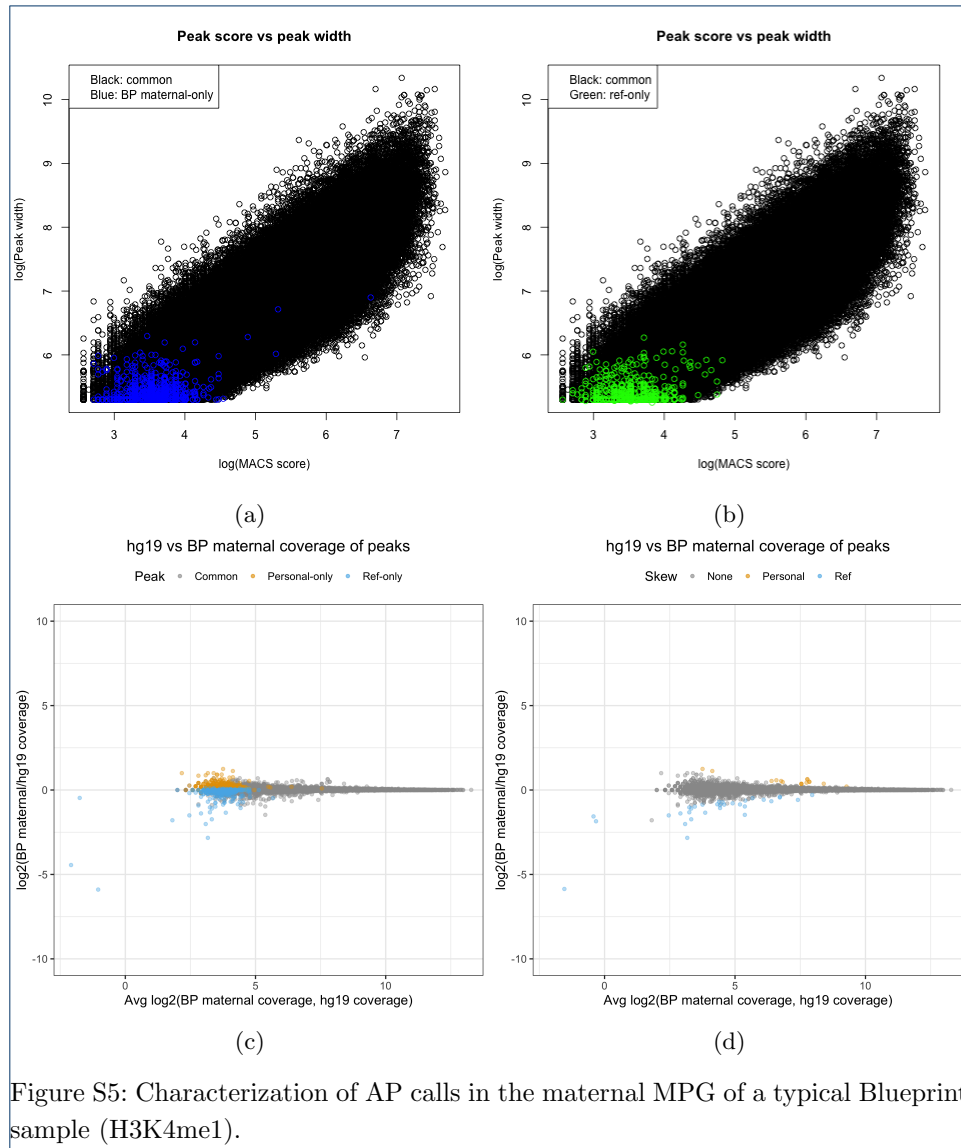 Peak score vs peak width
Black: common
Blue: BP maternal-only
log(Peak width)
10
9
8
7
6
3 4 5 6 7
log(MACS score)
(a)
Peak score vs peak width
Black: common
Green: ref-only
log(Peak width)
10
9
8
7
6
3 4 5 6 7
log(MACS score)
(b)
hg19 vs BP maternal coverage of peaks
Peak Common Personal-only Ref-only
log2(BP maternal/hg19 coverage)
10
5
0
-5
-10
0 5 10
Avg log2(BP maternal coverage, hg19 coverage)
(c)
hg19 vs BP maternal coverage of peaks
Skew None Personal Ref
log2(BP maternal/hg19 coverage)
10
5
0
-5
-10
0 5 10
Avg log2(BP maternal coverage, hg19 coverage)
(d)
Figure S5: Characterization of AP calls in the maternal MPG of a typical Blueprint
sample (H3K4me1).